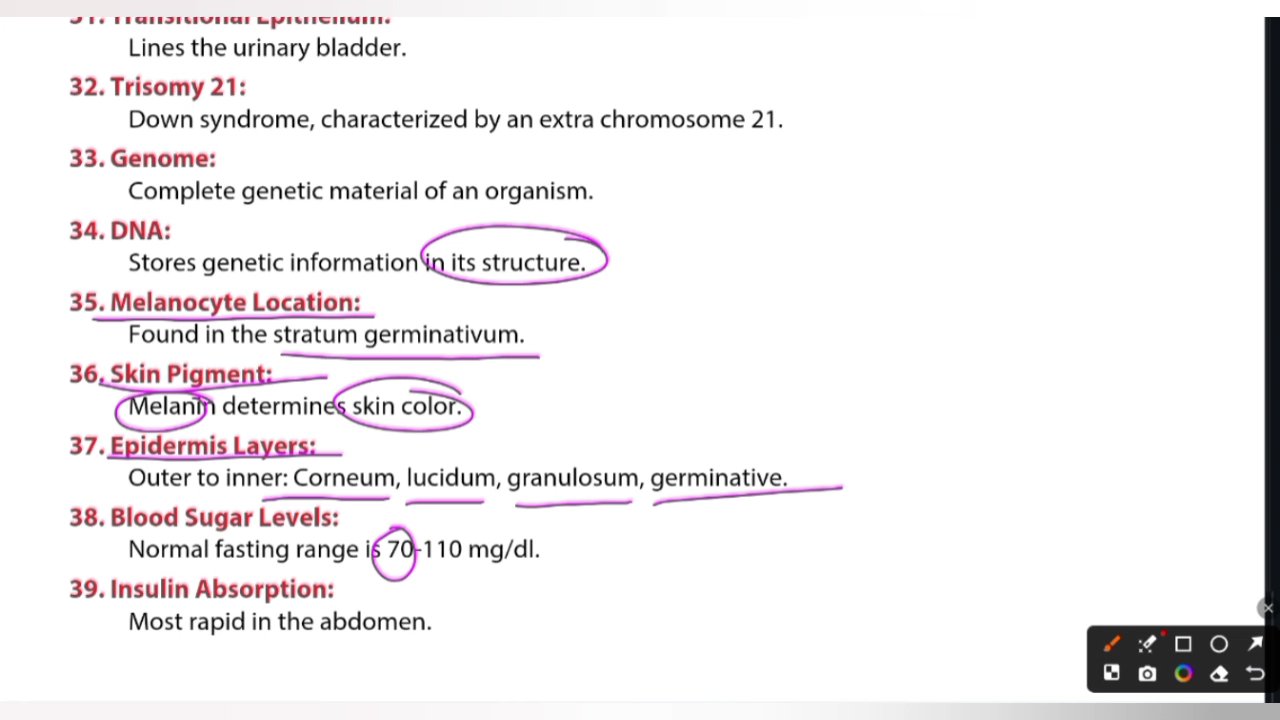 31. Transitional Epithelium:
Lines the urinary bladder.
32. Trisomy 21:
Down syndrome, characterized by an extra chromosome 21.
33. Genome:
Complete genetic material of an organism.
34. DNA:
Stores genetic information in its structure.
35. Melanocyte Location:
Found in the stratum germinativum.
36. Skin Pigment:
Melanin determines skin color.
37. Epidermis Layers:
Outer to inner: Corneum, lucidum, granulosum, germinative.
38. Blood Sugar Levels:
Normal fasting range is 70-110 mg/dl.
39. Insulin Absorption:
Most rapid in the abdomen.